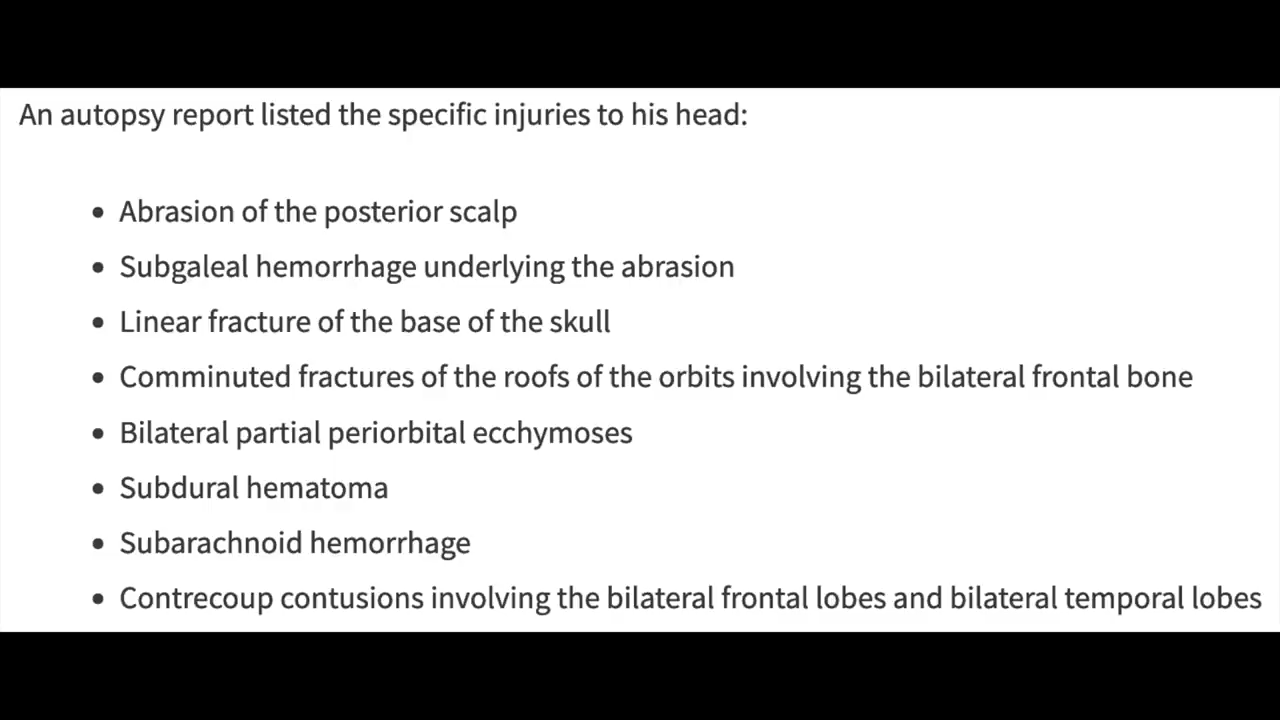 An autopsy report listed the specific injuries to his head:
• Abrasion of the posterior scalp
• Subgaleal hemorrhage underlying the abrasion
• Linear fracture of the base of the skull
• Comminuted fractures of the roofs of the orbits involving the bilateral frontal bone
• Bilateral partial periorbital ecchymoses
• Subdural hematoma
• Subarachnoid hemorrhage
• Contrecoup contusions involving the bilateral frontal lobes and bilateral temporal lobes